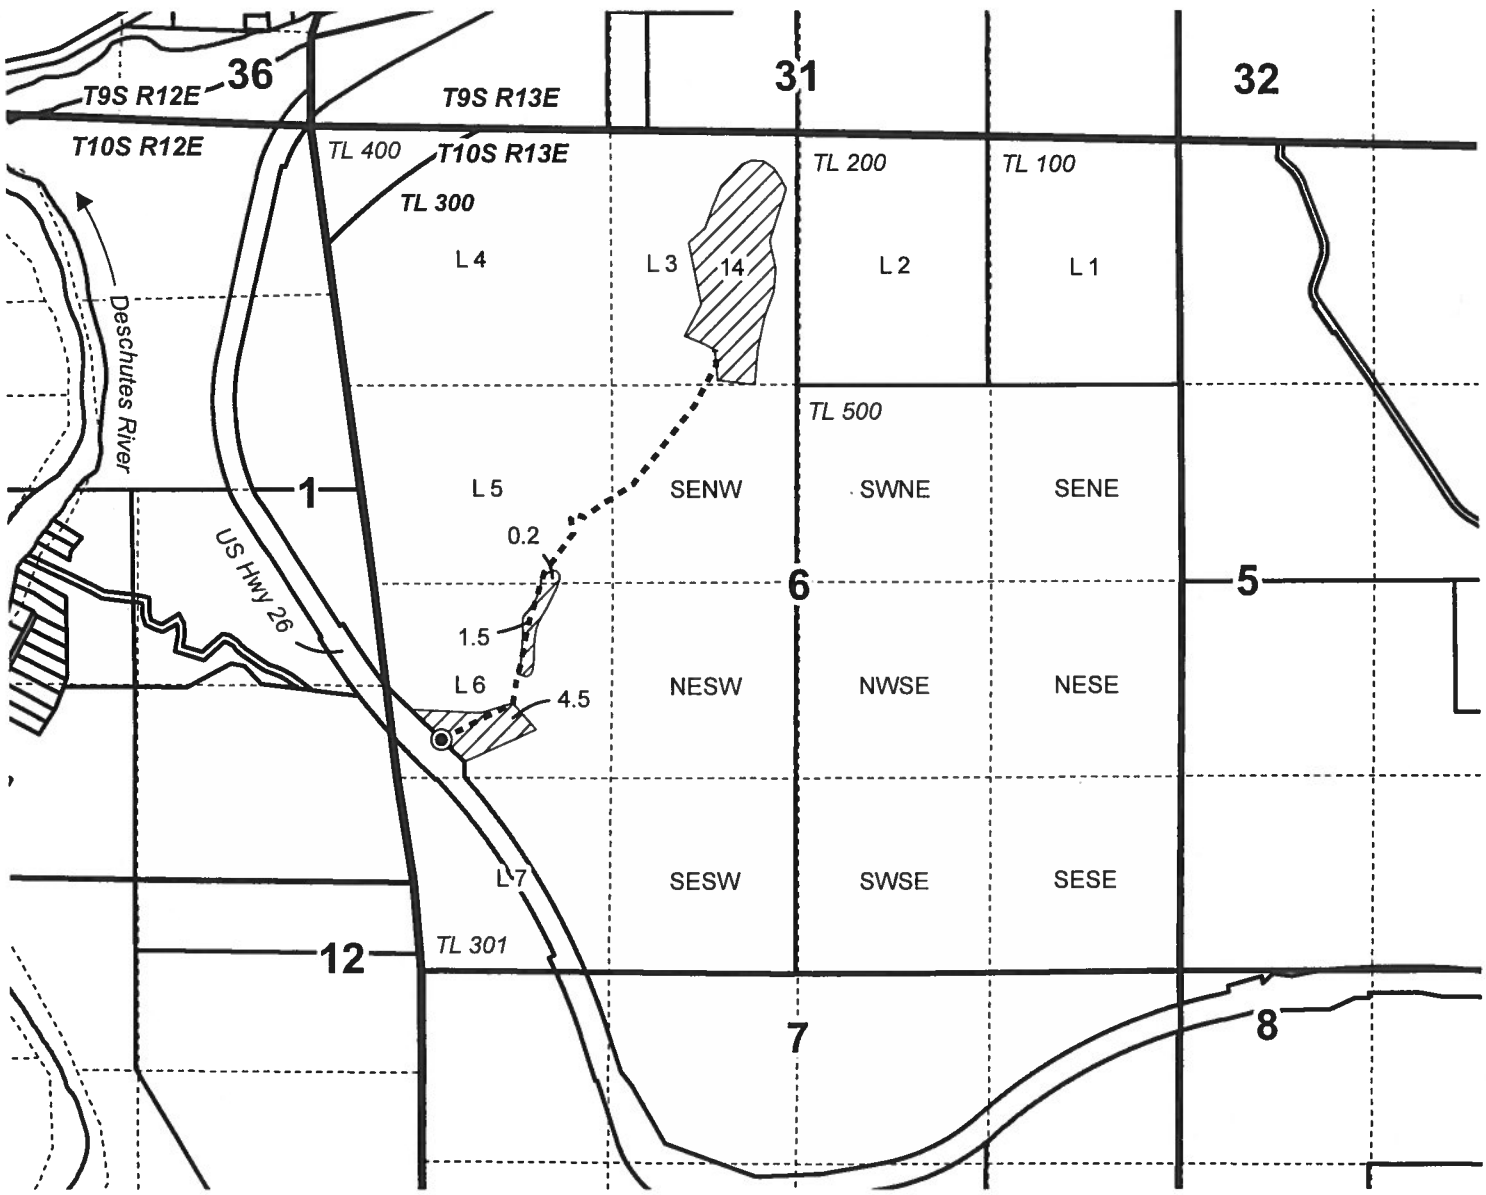 36
31
32
T9S R12E
T9S R13E
T10S R12E
TL 400
T10S R13E
TL 200
TL 100
TL 300
L 4
L 3
14
L 2
L 1
Deschutes River
TL 500
1
L 5
SENW
SWNE
SENE
US Hwy 26
0.2
6
5
1.5
L 6
4.5
NESW
NWSE
NESE
L 7
SESW
SWSE
SESE
12
TL 301
7
8